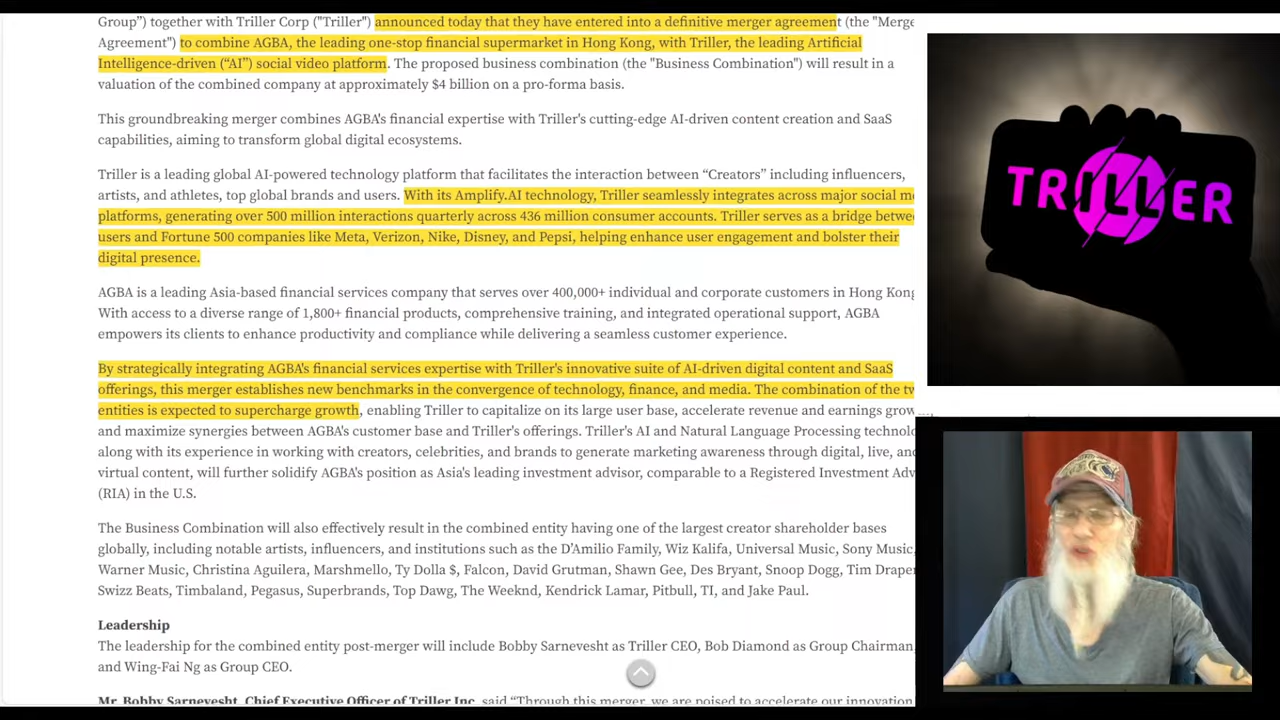 Group”) together with Triller Corp ("Triller") announced today that they have entered into a definitive merger agreement (the "Merge
Agreement") to combine AGBA, the leading one-stop financial supermarket in Hong Kong, with Triller, the leading Artificial
Intelligence-driven (“AI”) social video platform. The proposed business combination (the "Business Combination") will result in a
valuation of the combined company at approximately $4 billion on a pro-forma basis.
This groundbreaking merger combines AGBA's financial expertise with Triller's cutting-edge AI-driven content creation and SaaS
capabilities, aiming to transform global digital ecosystems.
Triller is a leading global AI-powered technology platform that facilitates the interaction between “Creators” including influencers,
artists, and athletes, top global brands and users. With its Amplify.AI technology, Triller seamlessly integrates across major social me
platforms, generating over 500 million interactions quarterly across 436 million consumer accounts. Triller serves as a bridge betwee
users and Fortune 500 companies like Meta, Verizon, Nike, Disney, and Pepsi, helping enhance user engagement and bolster their
digital presence.
AGBA is a leading Asia-based financial services company that serves over 400,000+ individual and corporate customers in Hong Kong
With access to a diverse range of 1,800+ financial products, comprehensive training, and integrated operational support, AGBA
empowers its clients to enhance productivity and compliance while delivering a seamless customer experience.
By strategically integrating AGBA's financial services expertise with Triller's innovative suite of AI-driven digital content and SaaS
offerings, this merger establishes new benchmarks in the convergence of technology, finance, and media. The combination of the tw
entities is expected to supercharge growth, enabling Triller to capitalize on its large user base, accelerate revenue and earnings grow
and maximize synergies between AGBA's customer base and Triller's offerings. Triller's AI and Natural Language Processing technolo
along with its experience in working with creators, celebrities, and brands to generate marketing awareness through digital, live, and
virtual content, will further solidify AGBA's position as Asia's leading investment advisor, comparable to a Registered Investment Adv
(RIA) in the U.S.
The Business Combination will also effectively result in the combined entity having one of the largest creator shareholder bases
globally, including notable artists, influencers, and institutions such as the D’Amilio Family, Wiz Kalifa, Universal Music, Sony Music,
Warner Music, Christina Aguilera, Marshmello, Ty Dolla $, Falcon, David Grutman, Shawn Gee, Des Bryant, Snoop Dogg, Tim Draper
Swizz Beats, Timbaland, Pegasus, Superbrands, Top Dawg, The Weeknd, Kendrick Lamar, Pitbull, TI, and Jake Paul.
Leadership
The leadership for the combined entity post-merger will include Bobby Sarnevesht as Triller CEO, Bob Diamond as Group Chairman,
and Wing-Fai Ng as Group CEO.
Mr. Bobby Sarnevesht, Chief Executive Officer of Triller Inc, said “Through this merger, we are poised to accelerate our innovation
TRILLER